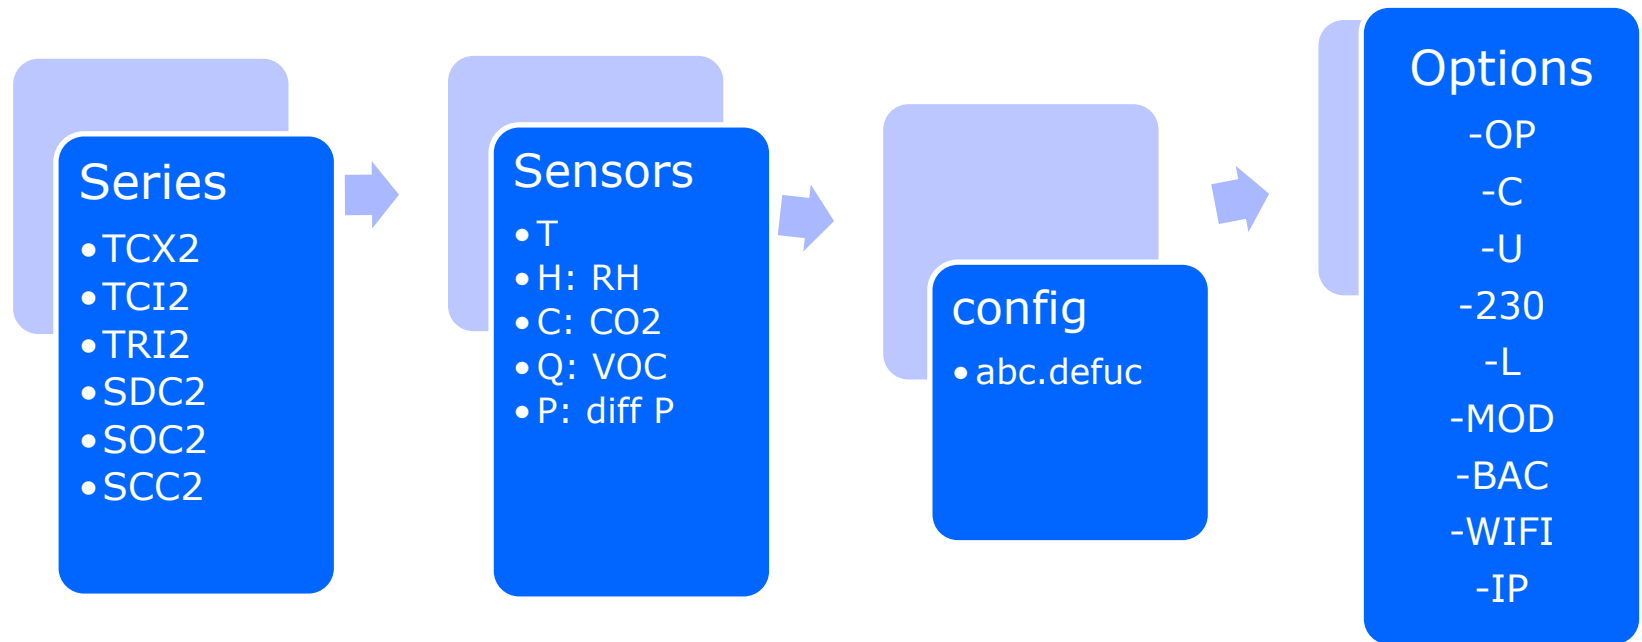 Series
•TCX2
•TCI2
•TRI2
•SDC2
•SOC2
•SCC2
Sensors
•T
•H: RH
•C: CO2
•Q: VOC
•P: diff P
config
•abc.defuc
Options
-OP
-C
-U
-230
-L
-MOD
-BAC
-WIFI
-IP